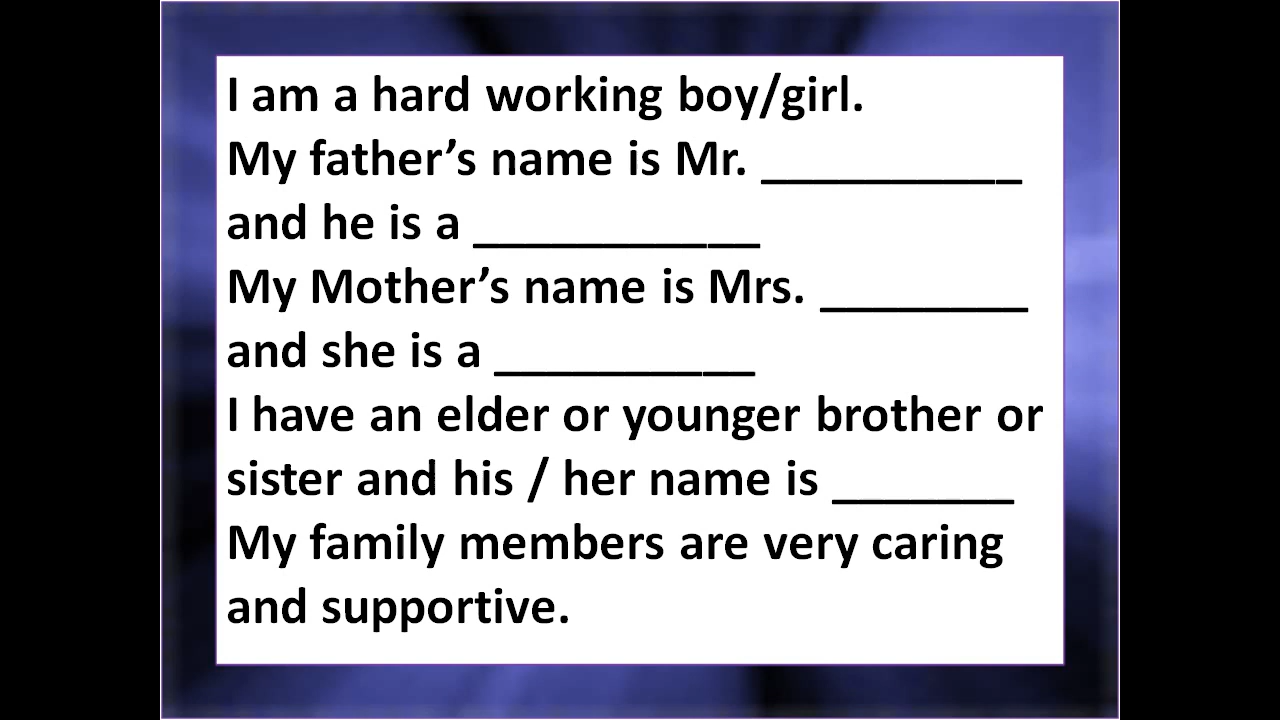 I am a hard working boy/girl.
My father’s name is Mr. __________
and he is a ___________
My Mother’s name is Mrs. ________
and she is a __________
I have an elder or younger brother or
sister and his / her name is _______
My family members are very caring
and supportive.